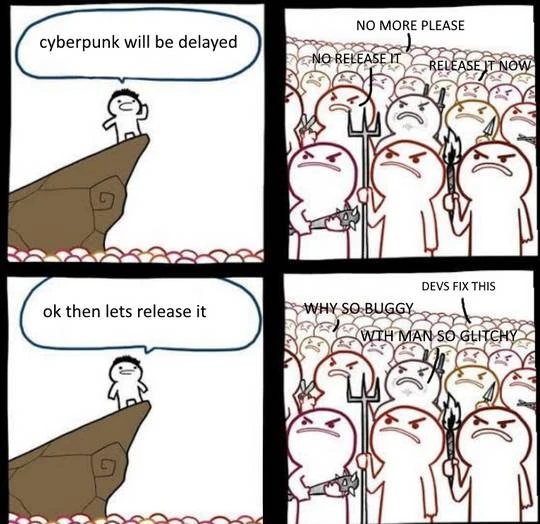 cyberpunk will be delayed
NO MORE PLEASE
NO RELEASE IT
RELEASE IT NOW
ok then lets release it
DEVS FIX THIS
WHY SO BUGGY
WTH MAN SO GLITCHY